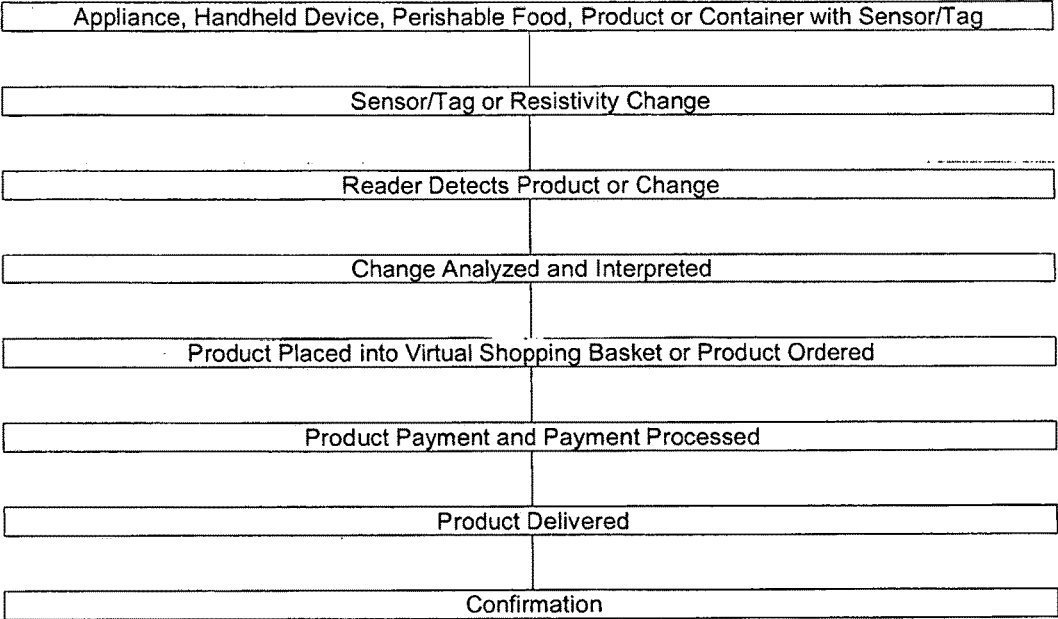 Appliance, Handheld Device, Perishable Food, Product or Container with Sensor/Tag
Sensor/Tag or Resistivity Change
Reader Detects Product or Change
Change Analyzed and Interpreted
Product Placed into Virtual Shopping Basket or Product Ordered
Product Payment and Payment Processed
Product Delivered
Confirmation